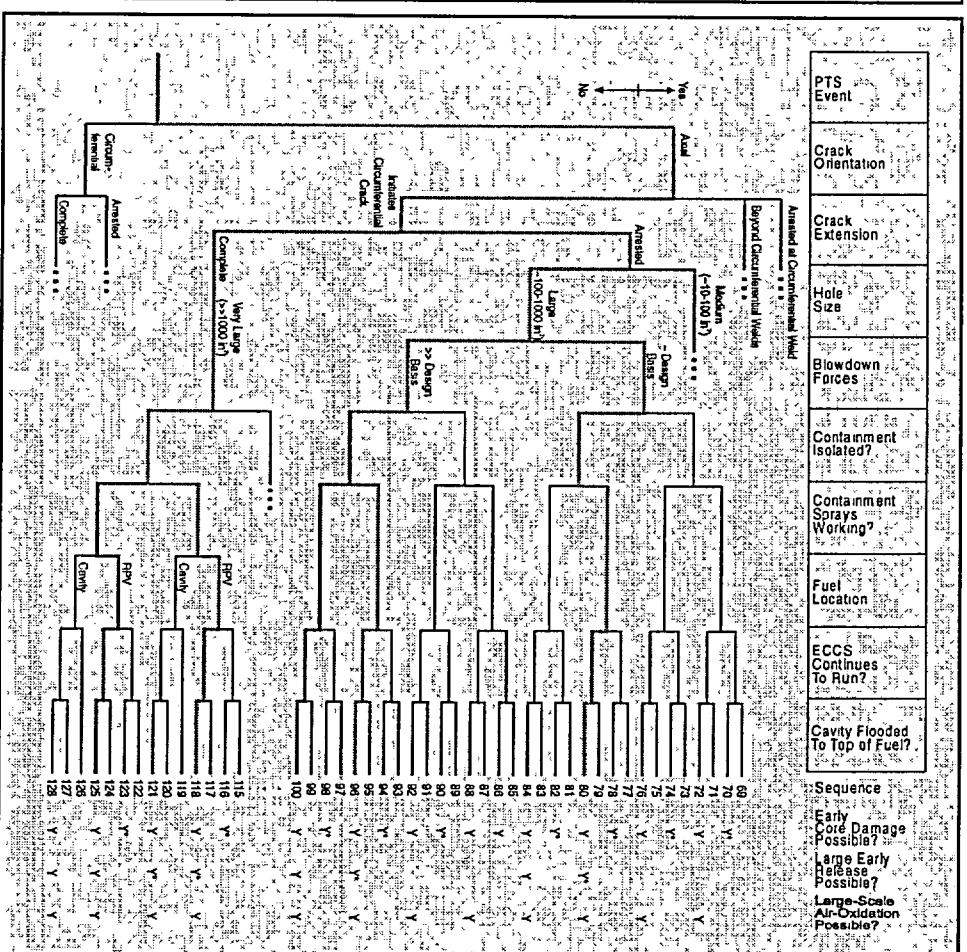 PTS
Event
Crack
Orientation
Crack
Extension
Hole
Size
Blowdown
Forces
Containment
Isolated?
Containment
Sprays
Working?
Fuel
Location
ECCS
Continues
To Run?
Cavity Flooded
To Top of Fuel?
Sequence
Early
Core Damage
Possible?
Large Early
Release
Possible?
Large-Scale
Air-Oxidation
Possible?
Yes
No
Axial
Circum-
ferential
Arrested at Circumferential Weld
Beyond Circumferential Welds
Initiates
Circumferential
Crack
Arrested
Complete
Arrested
Complete
Medium
(~10-100 in²)
Large
~100-1000 in²)
Very Large
(>>1000 in²)
~ Design
Basis
>> Design
Basis
RPV
Cavity
RPV
Cavity
69
70 Y*
71
72 Y
73
74 Y*
75
76 Y
77
78 Y*
79
80 Y
81
82 Y*
83
84 Y
85
86
87
88 Y
89
90 Y*
91
92 Y
93
94 Y*
95
96 Y Y Y
97
98 Y*
99
100 Y Y Y
115
116 Y*
117
118 Y Y Y
119
120
121 Y
122
123 Y*
124
125 Y Y Y
126
127
128 Y Y Y